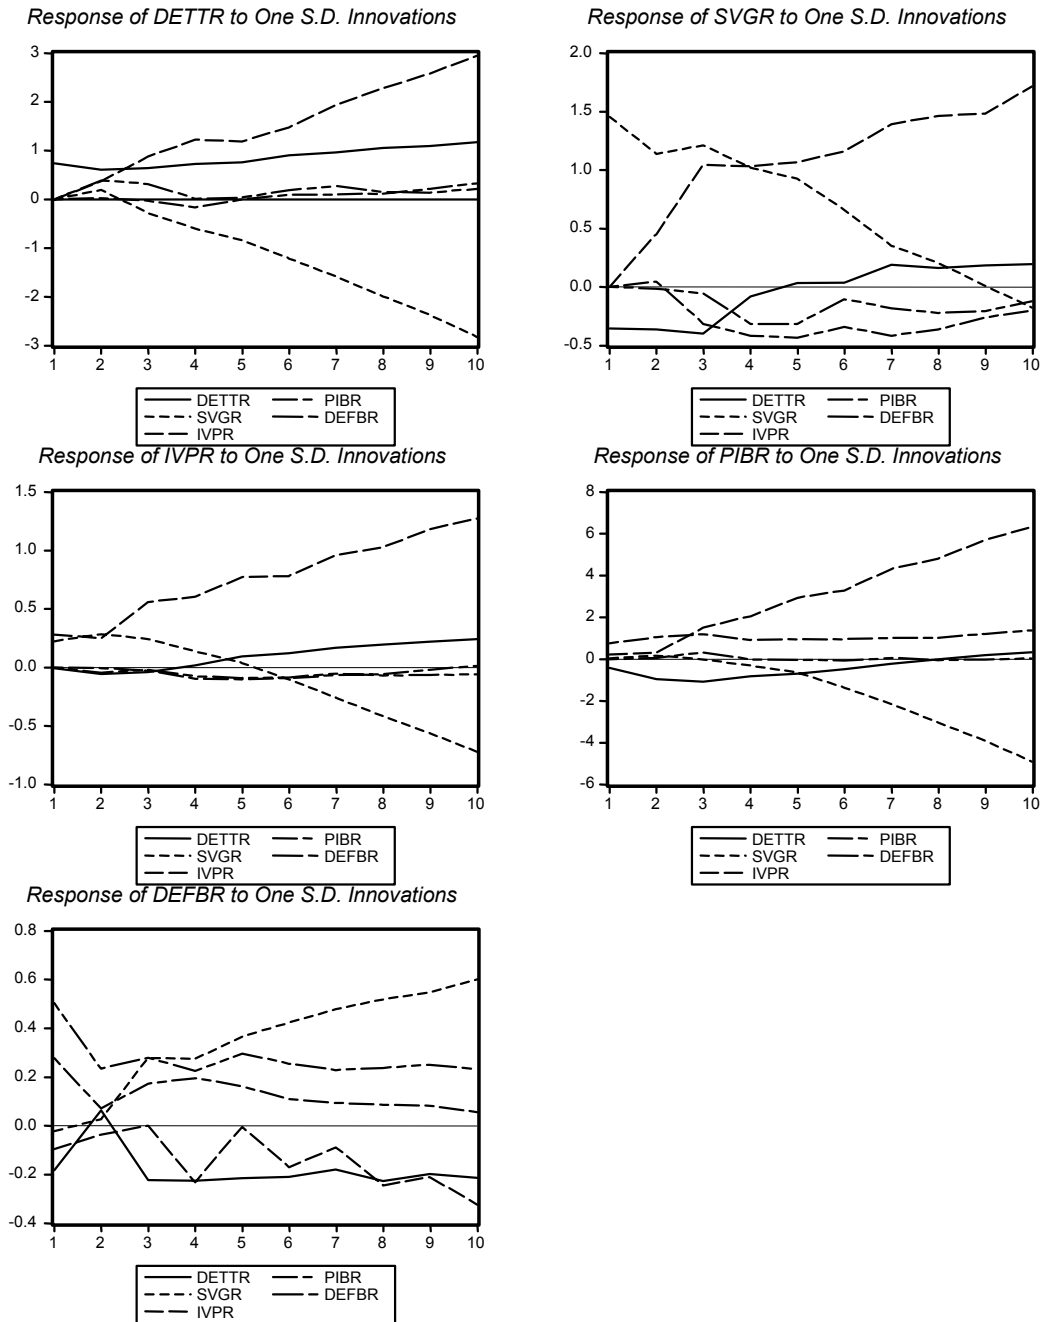 Response of DETTR to One S.D. Innovations
3
2
1
0
-1
-2
-3
1 2 3 4 5 6 7 8 9 10
DETTR PIBR
SVGR DEFBR
IVPR
Response of SVGR to One S.D. Innovations
2.0
1.5
1.0
0.5
0.0
-0.5
1 2 3 4 5 6 7 8 9 10
DETTR PIBR
SVGR DEFBR
IVPR
Response of IVPR to One S.D. Innovations
1.5
1.0
0.5
0.0
-0.5
-1.0
1 2 3 4 5 6 7 8 9 10
DETTR PIBR
SVGR DEFBR
IVPR
Response of PIBR to One S.D. Innovations
8
6
4
2
0
-2
-4
-6
1 2 3 4 5 6 7 8 9 10
DETTR PIBR
SVGR DEFBR
IVPR
Response of DEFBR to One S.D. Innovations
0.8
0.6
0.4
0.2
0.0
-0.2
-0.4
1 2 3 4 5 6 7 8 9 10
DETTR PIBR
SVGR DEFBR
IVPR